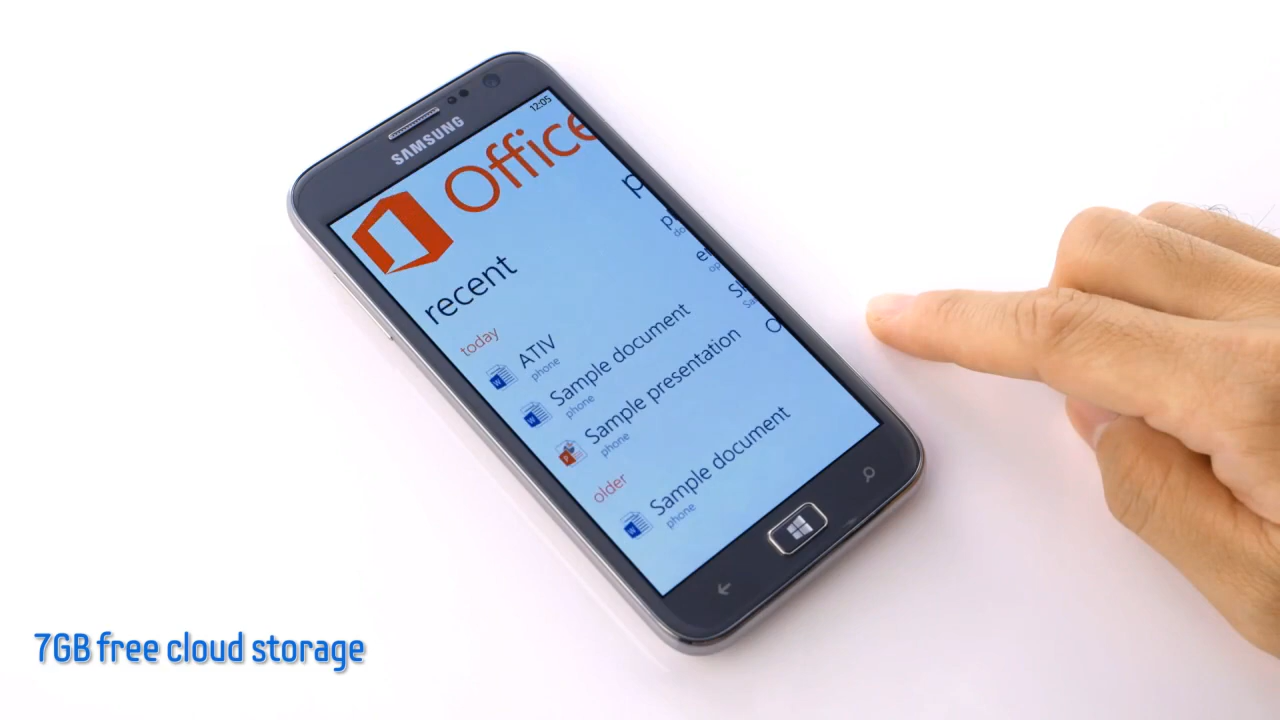 12:05
SAMSUNG
Office
recent
today
ATIV
phone
Sample document
phone
Sample presentation
phone
older
Sample document
phone
7GB free cloud storage